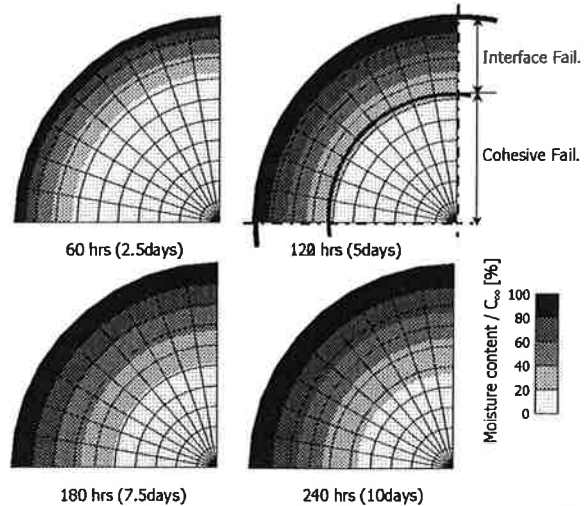 Interface Fail.
Cohesive Fail.
60 hrs (2.5days)
120 hrs (5days)
Moisture content / C∞ [%]
100
80
60
40
20
0
180 hrs (7.5days)
240 hrs (10days)